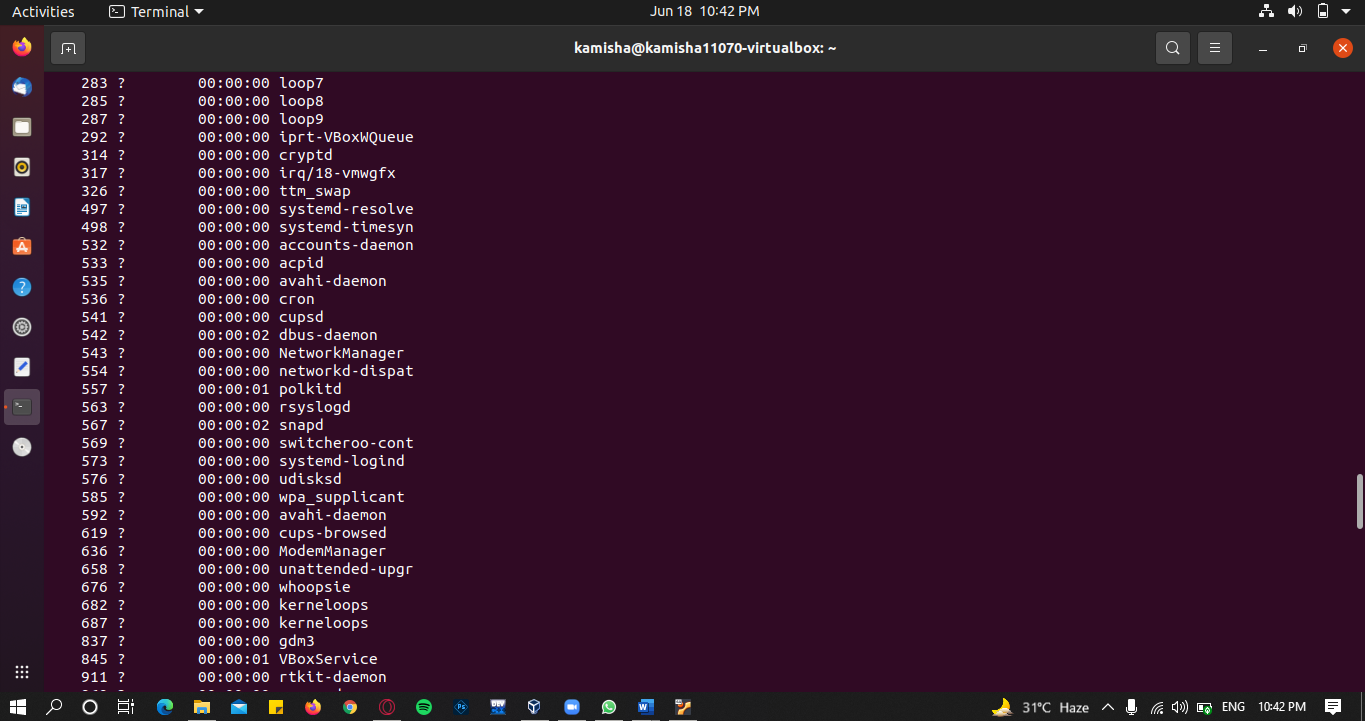 Activities Terminal Jun 18 10:42 PM
kamisha@kamisha11070-virtualbox: ~
283 ? 00:00:00 loop7
285 ? 00:00:00 loop8
287 ? 00:00:00 loop9
292 ? 00:00:00 iprt-VBoxWQueue
314 ? 00:00:00 cryptd
317 ? 00:00:00 irq/18-vmwgfx
326 ? 00:00:00 ttm_swap
497 ? 00:00:00 systemd-resolve
498 ? 00:00:00 systemd-timesyn
532 ? 00:00:00 accounts-daemon
533 ? 00:00:00 acpid
535 ? 00:00:00 avahi-daemon
536 ? 00:00:00 cron
541 ? 00:00:00 cupsd
542 ? 00:00:02 dbus-daemon
543 ? 00:00:00 NetworkManager
554 ? 00:00:00 networkd-dispat
557 ? 00:00:01 polkitd
563 ? 00:00:00 rsyslogd
567 ? 00:00:02 snapd
569 ? 00:00:00 switcheroo-cont
573 ? 00:00:00 systemd-logind
576 ? 00:00:00 udisksd
585 ? 00:00:00 wpa_supplicant
592 ? 00:00:00 avahi-daemon
619 ? 00:00:00 cups-browsed
636 ? 00:00:00 ModemManager
658 ? 00:00:00 unattended-upgr
676 ? 00:00:00 whoopsie
682 ? 00:00:00 kerneloops
687 ? 00:00:00 kerneloops
837 ? 00:00:00 gdm3
845 ? 00:00:01 VBoxService
911 ? 00:00:00 rtkit-daemon
Ps DEV W 31°C Haze ENG 10:42 PM